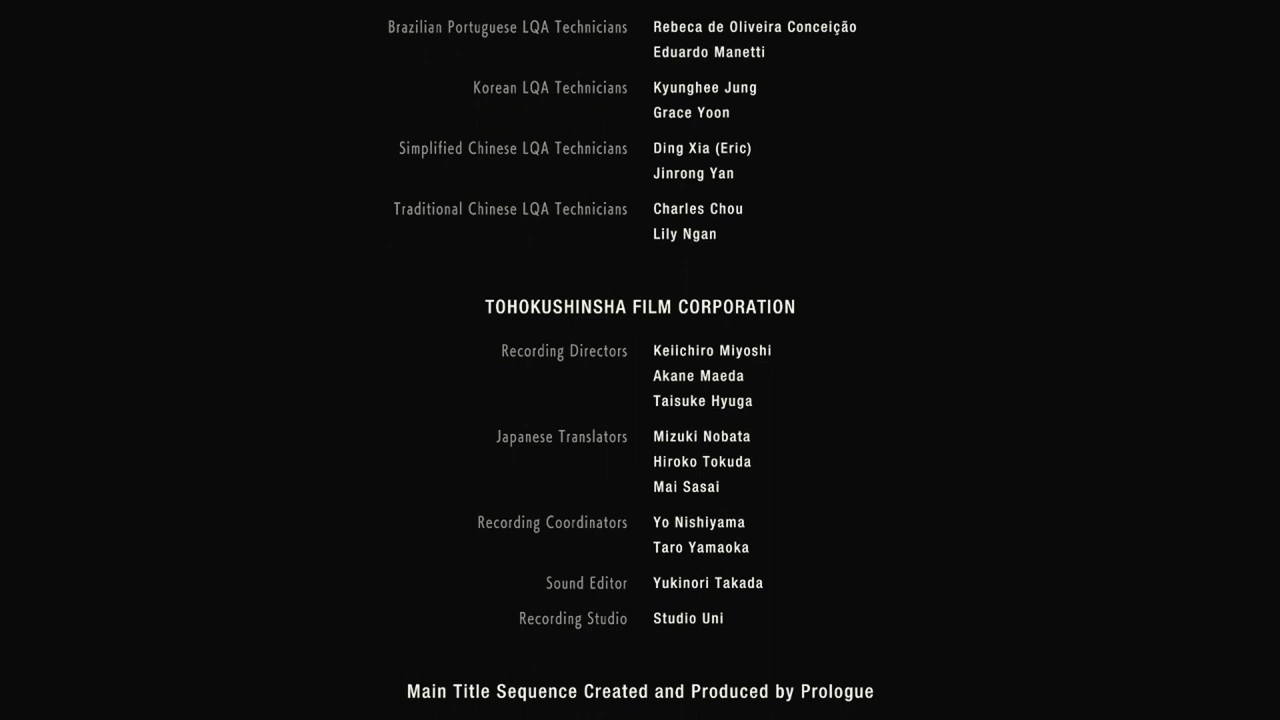 Brazilian Portuguese LQA Technicians Rebeca de Oliveira Conceição
Eduardo Manetti
Korean LQA Technicians Kyunghee Jung
Grace Yoon
Simplified Chinese LQA Technicians Ding Xia (Eric)
Jinrong Yan
Traditional Chinese LQA Technicians Charles Chou
Lily Ngan
TOHOKUSHINSHA FILM CORPORATION
Recording Directors Keiichiro Miyoshi
Akane Maeda
Taisuke Hyuga
Japanese Translators Mizuki Nobata
Hiroko Tokuda
Mai Sasai
Recording Coordinators Yo Nishiyama
Taro Yamaoka
Sound Editor Yukinori Takada
Recording Studio Studio Uni
Main Title Sequence Created and Produced by Prologue